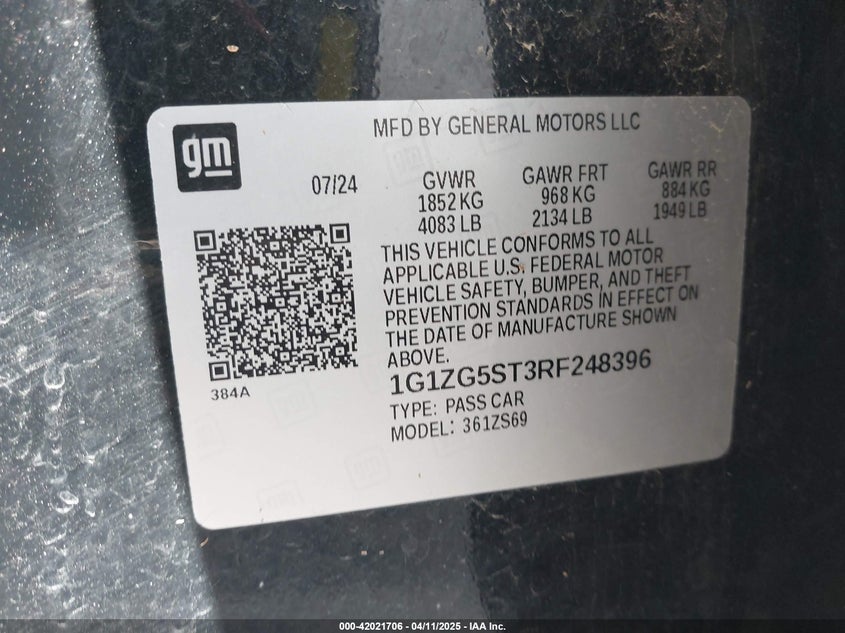 gm
MFD BY GENERAL MOTORS LLC
07/24
GVWR
1852 KG
4083 LB
GAWR FRT
968 KG
2134 LB
GAWR RR
884 KG
1949 LB
THIS VEHICLE CONFORMS TO ALL
APPLICABLE U.S. FEDERAL MOTOR
VEHICLE SAFETY, BUMPER, AND THEFT
PREVENTION STANDARDS IN EFFECT ON
THE DATE OF MANUFACTURE SHOWN
ABOVE.
384A
1G1ZG5ST3RF248396
TYPE: PASS CAR
MODEL: 361ZS69
000-42021706 - 04/11/2025 - IAA Inc.